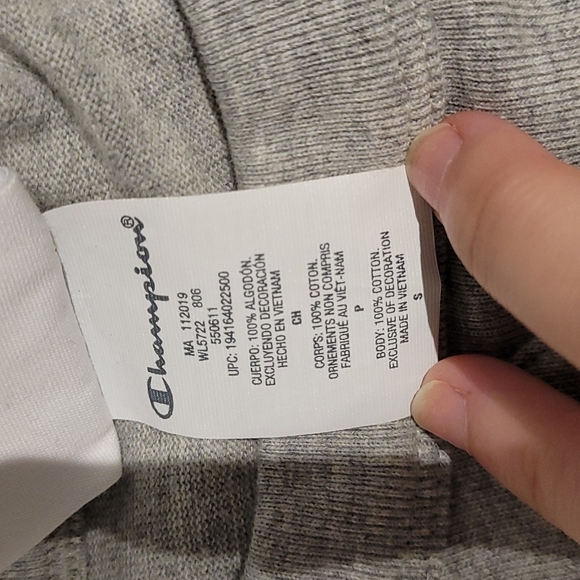 Champion®
MA 112019
WL5722 806
550611
UPC: 194164022500
CUERPO: 100% ALGODÓN.
EXCLUYENDO DECORACIÓN
HECHO EN VIETNAM
CH
CORPS: 100% COTON.
ORNEMENTS NON COMPRIS
FABRIQUÉ AU VIÊT-NAM
P
BODY: 100% COTTON.
EXCLUSIVE OF DECORATION
MADE IN VIETNAM
S